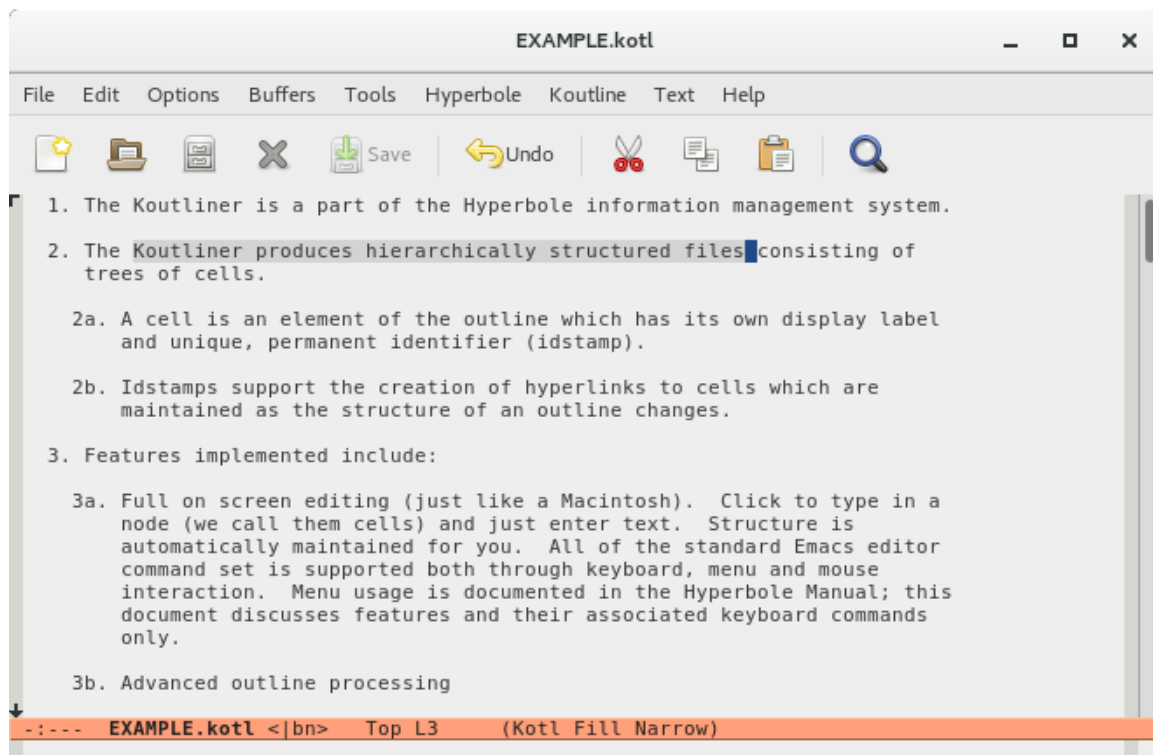 EXAMPLE.kotl
File Edit Options Buffers Tools Hyperbole Koutline Text Help
Save Undo
1. The Koutliner is a part of the Hyperbole information management system.
2. The Koutliner produces hierarchically structured files consisting of
trees of cells.
2a. A cell is an element of the outline which has its own display label
and unique, permanent identifier (idstamp).
2b. Idstamps support the creation of hyperlinks to cells which are
maintained as the structure of an outline changes.
3. Features implemented include:
3a. Full on screen editing (just like a Macintosh).  Click to type in a
node (we call them cells) and just enter text.  Structure is
automatically maintained for you.  All of the standard Emacs editor
command set is supported both through keyboard, menu and mouse
interaction.  Menu usage is documented in the Hyperbole Manual; this
document discusses features and their associated keyboard commands
only.
3b. Advanced outline processing
-:---  EXAMPLE.kotl <|bn>   Top L3     (Kotl Fill Narrow)